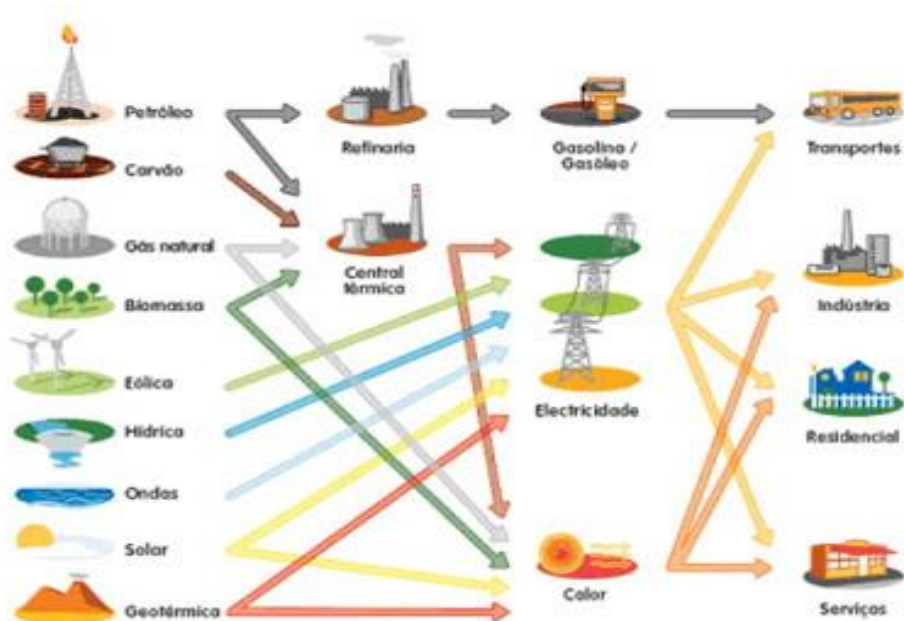 Petróleo
Refinaria
Gasolina /
Gasóleo
Transportes
Carvão
Gás natural
Central
térmica
Indústria
Biomassa
Eólica
Electricidade
Residencial
Hídrica
Ondas
Solar
Calor
Serviços
Geotérmica